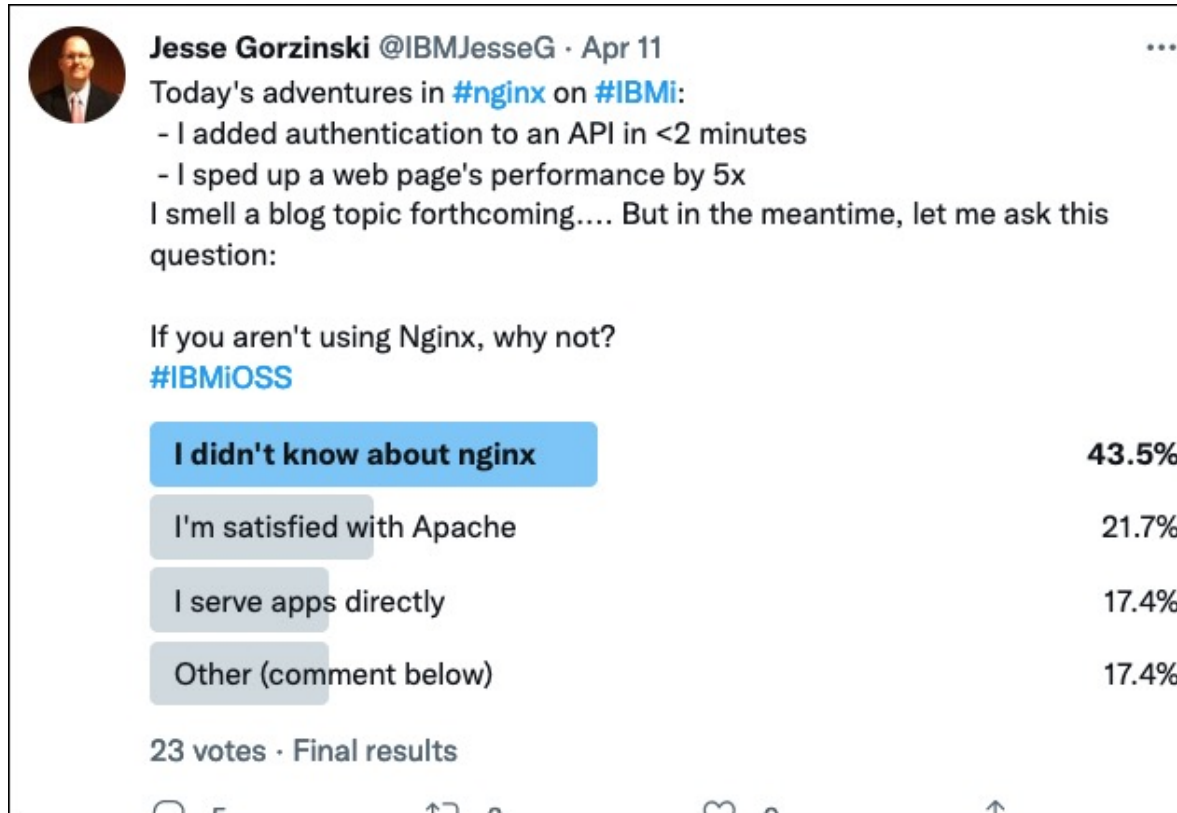 Jesse Gorzinski @IBMJesseG · Apr 11
Today's adventures in #nginx on #IBMi:
- I added authentication to an API in <2 minutes
- I sped up a web page's performance by 5x
I smell a blog topic forthcoming.... But in the meantime, let me ask this
question:
If you aren't using Nginx, why not?
#IBMiOSS
I didn't know about nginx 43.5%
I'm satisfied with Apache 21.7%
I serve apps directly 17.4%
Other (comment below) 17.4%
23 votes · Final results